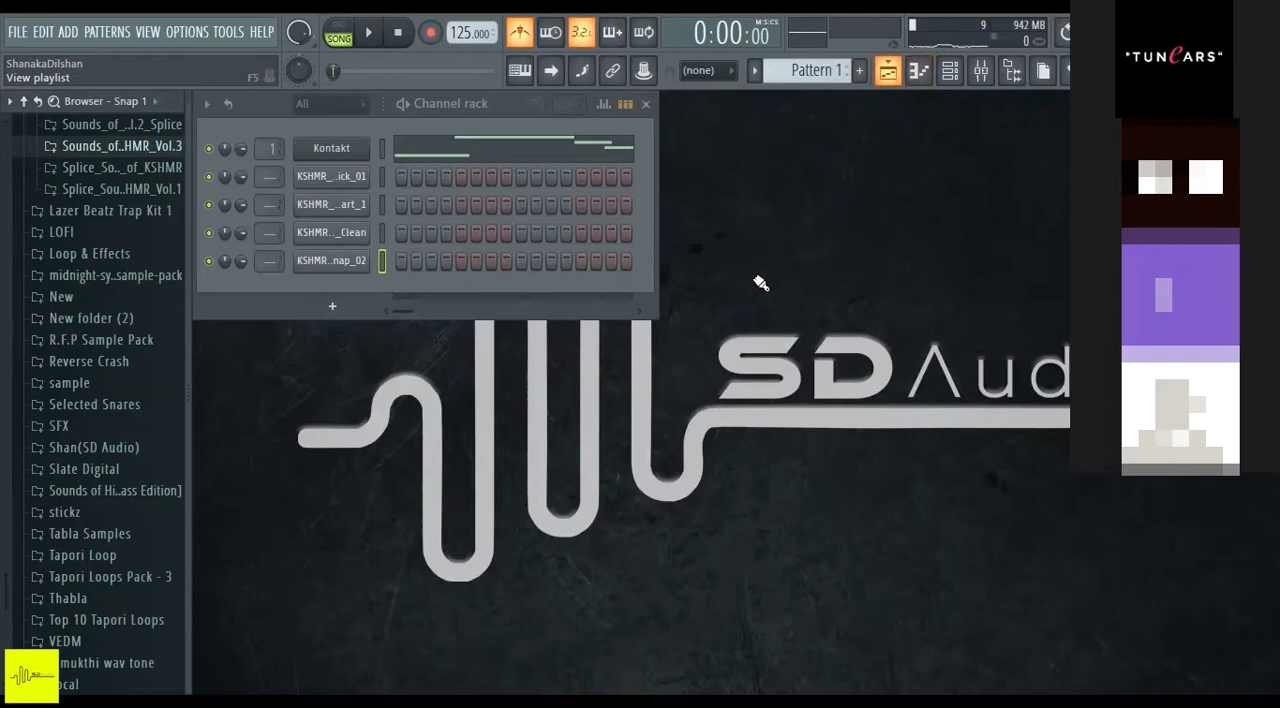 FILE EDIT ADD PATTERNS VIEW OPTIONS TOOLS HELP
PAT
SONG
125.000
3.2.
0:00:00
M:S:CS
9
942 MB
0
"TUNEARS"
ShanakaDilshan
View playlist
F5
(none)
Pattern 1
+
Browser - Snap 1
All
Channel rack
Sounds_of_..l.2_Splice
Sounds_of..HMR_Vol.3
Splice_So.._of_KSHMR
Splice_Sou..HMR_Vol.1
Lazer Beatz Trap Kit 1
LOFI
Loop & Effects
midnight-sy..sample-pack
New
New folder (2)
R.F.P Sample Pack
Reverse Crash
sample
Selected Snares
SFX
Shan(SD Audio)
Slate Digital
Sounds of Hi..ass Edition]
stickz
Tabla Samples
Tapori Loop
Tapori Loops Pack - 3
Thabla
Top 10 Tapori Loops
VEDM
mukthi wav tone
ocal
1
Kontakt
KSHMR_..ick_01
KSHMR_..art_1
KSHMR.._Clean
KSHMR..nap_02
+
SD Aud